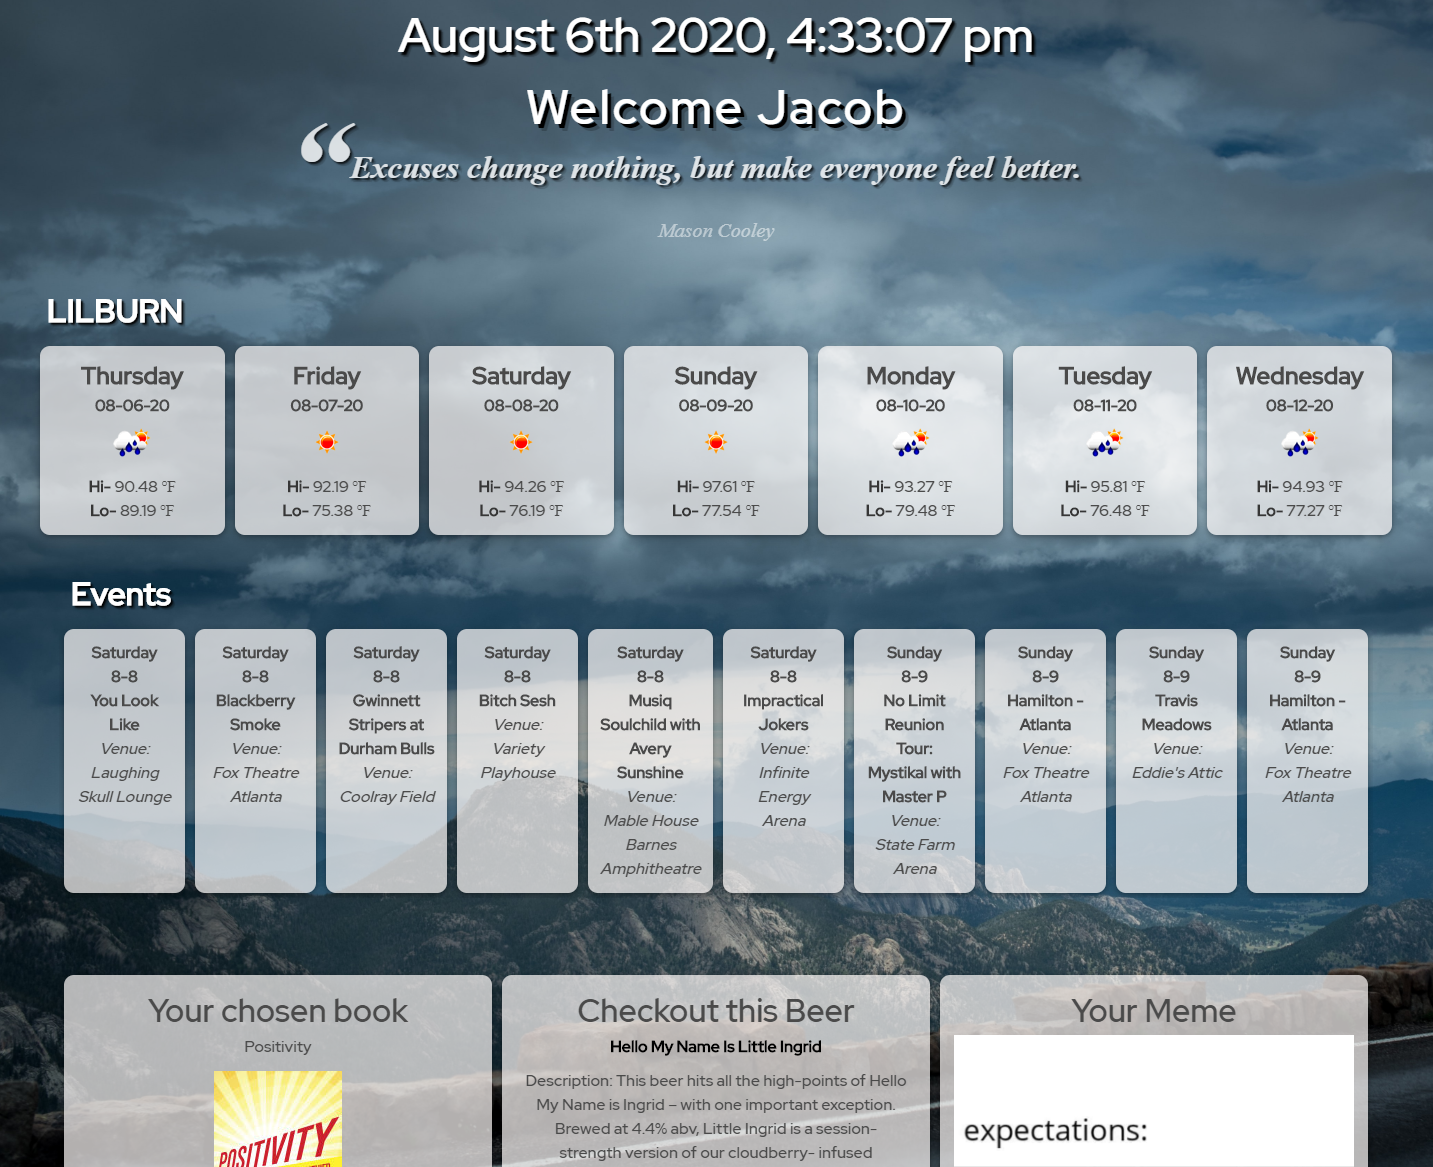 August 6th 2020, 4:33:07 pm
Welcome Jacob
“Excuses change nothing, but make everyone feel better.
Mason Cooley
LILBURN
Thursday
08-06-20
Hi- 90.48 °F
Lo- 89.19 °F
Friday
08-07-20
Hi- 92.19 °F
Lo- 75.38 °F
Saturday
08-08-20
Hi- 94.26 °F
Lo- 76.19 °F
Sunday
08-09-20
Hi- 97.61 °F
Lo- 77.54 °F
Monday
08-10-20
Hi- 93.27 °F
Lo- 79.48 °F
Tuesday
08-11-20
Hi- 95.81 °F
Lo- 76.48 °F
Wednesday
08-12-20
Hi- 94.93 °F
Lo- 77.27 °F
Events
Saturday
8-8
You Look
Like
Venue:
Laughing
Skull Lounge
Saturday
8-8
Blackberry
Smoke
Venue:
Fox Theatre
Atlanta
Saturday
8-8
Gwinnett
Stripers at
Durham Bulls
Venue:
Coolray Field
Saturday
8-8
Bitch Sesh
Venue:
Variety
Playhouse
Saturday
8-8
Musiq
Soulchild with
Avery
Sunshine
Venue:
Mable House
Barnes
Amphitheatre
Saturday
8-8
Impractical
Jokers
Venue:
Infinite
Energy
Arena
Sunday
8-9
No Limit
Reunion
Tour:
Mystikal with
Master P
Venue:
State Farm
Arena
Sunday
8-9
Hamilton -
Atlanta
Venue:
Fox Theatre
Atlanta
Sunday
8-9
Travis
Meadows
Venue:
Eddie's Attic
Sunday
8-9
Hamilton -
Atlanta
Venue:
Fox Theatre
Atlanta
Your chosen book
Positivity
POSITIVITY
Checkout this Beer
Hello My Name Is Little Ingrid
Description: This beer hits all the high-points of Hello
My Name is Ingrid – with one important exception.
Brewed at 4.4% abv, Little Ingrid is a session-
strength version of our cloudberry- infused
Your Meme
expectations: